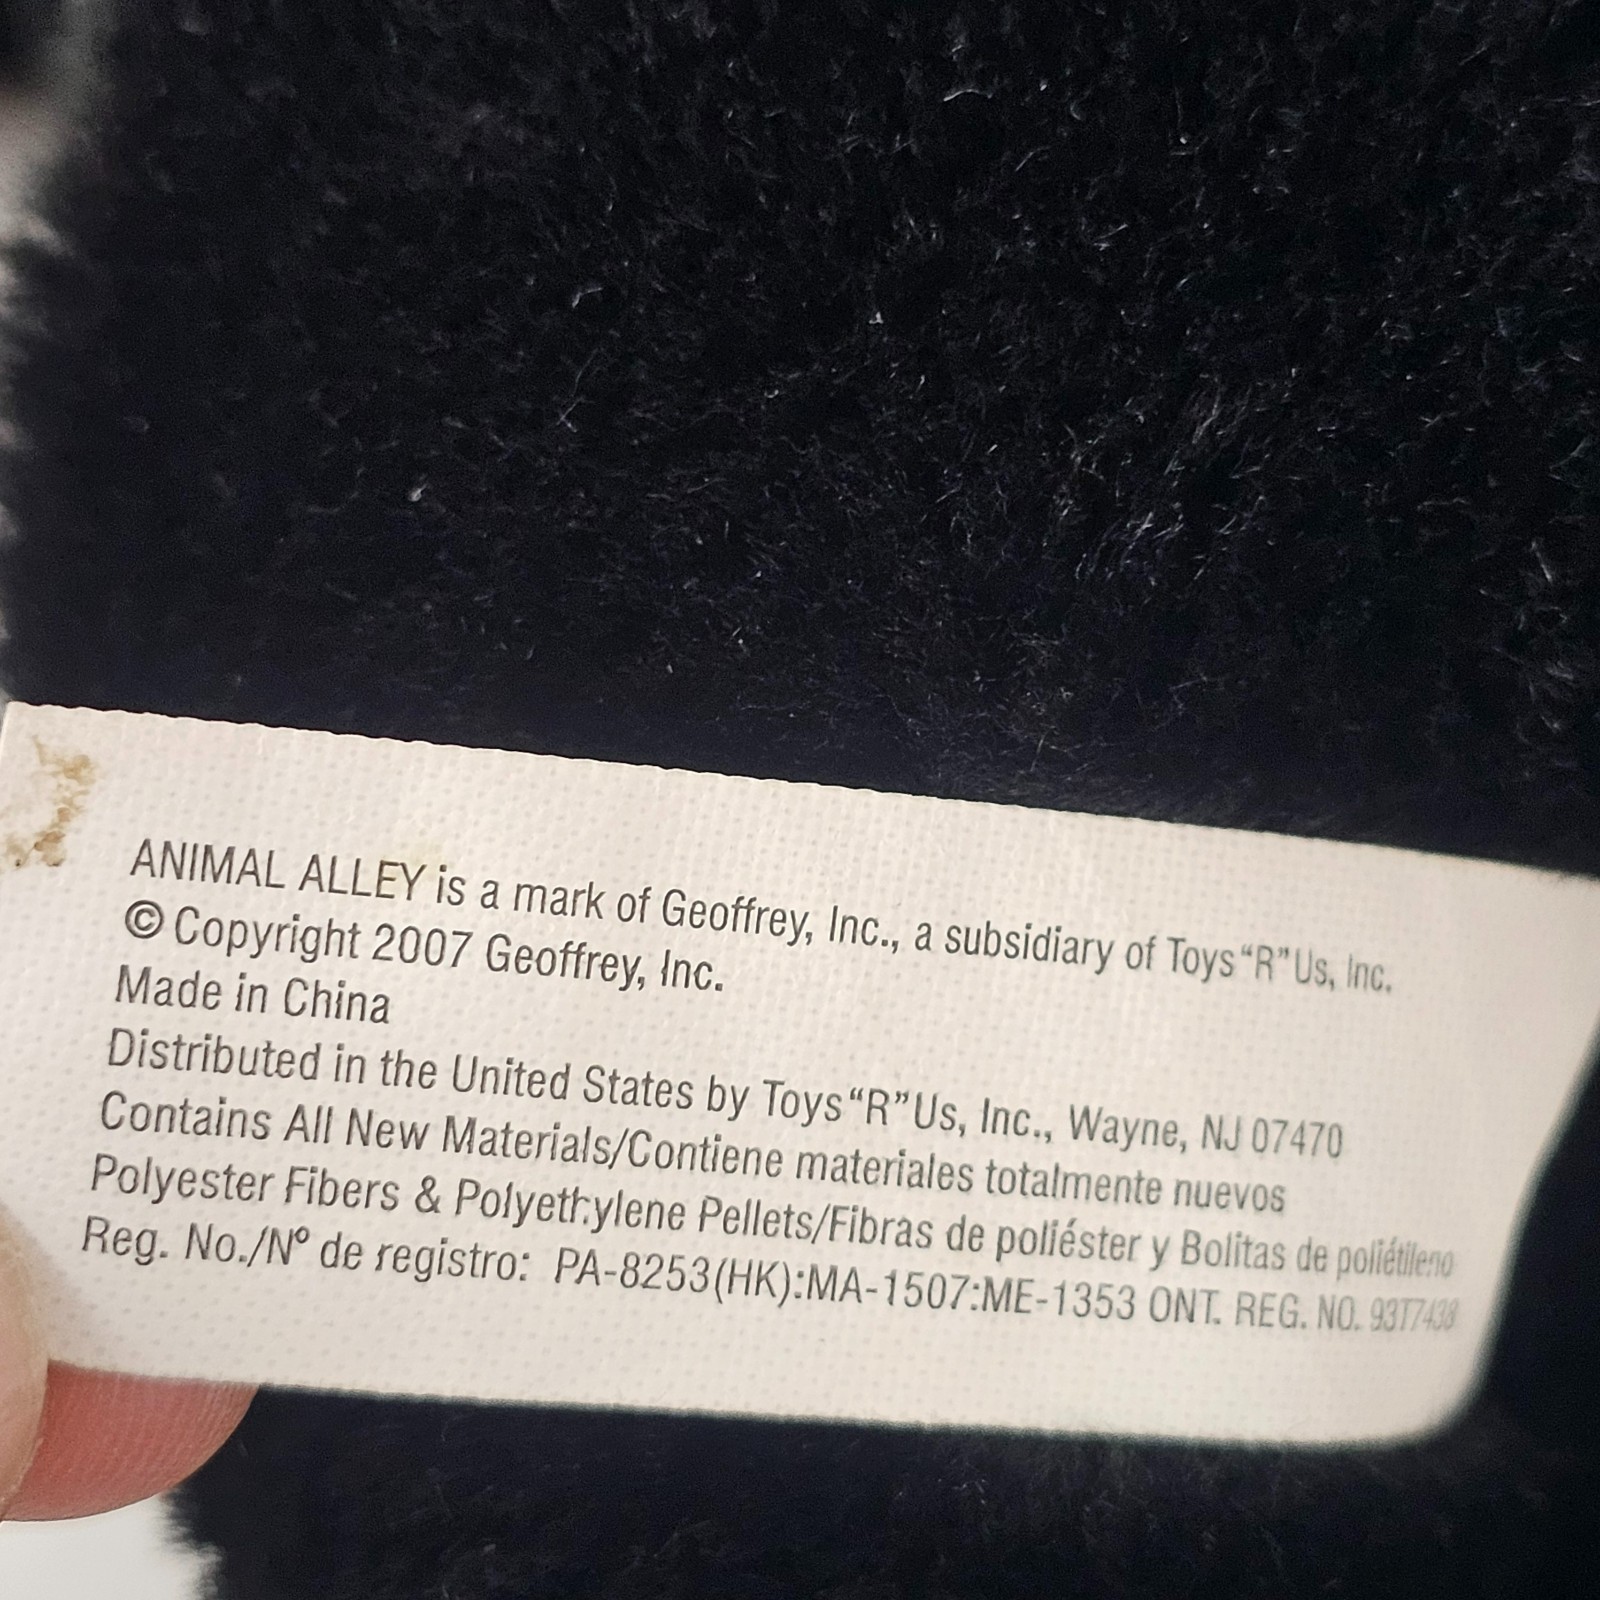 ANIMAL ALLEY is a mark of Geoffrey, Inc., a subsidiary of Toys“R”Us, Inc.
© Copyright 2007 Geoffrey, Inc.
Made in China
Distributed in the United States by Toys“R”Us, Inc., Wayne, NJ 07470
Contains All New Materials/Contiene materiales totalmente nuevos
Polyester Fibers & Polyethylene Pellets/Fibras de poliéster y Bolitas de poliétileno
Reg. No./Nº de registro: PA-8253(HK):MA-1507:ME-1353 ONT. REG. NO. 93T7438